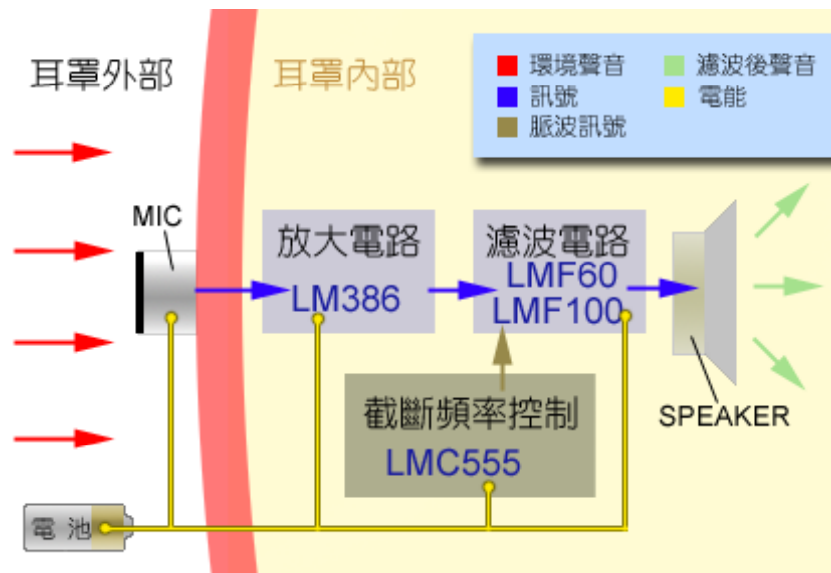 耳罩外部
耳罩內部
環境聲音
濾波後聲音
訊號
電能
脈波訊號
MIC
放大電路
LM386
濾波電路
LMF60
LMF100
SPEAKER
截斷頻率控制
LMC555
電池